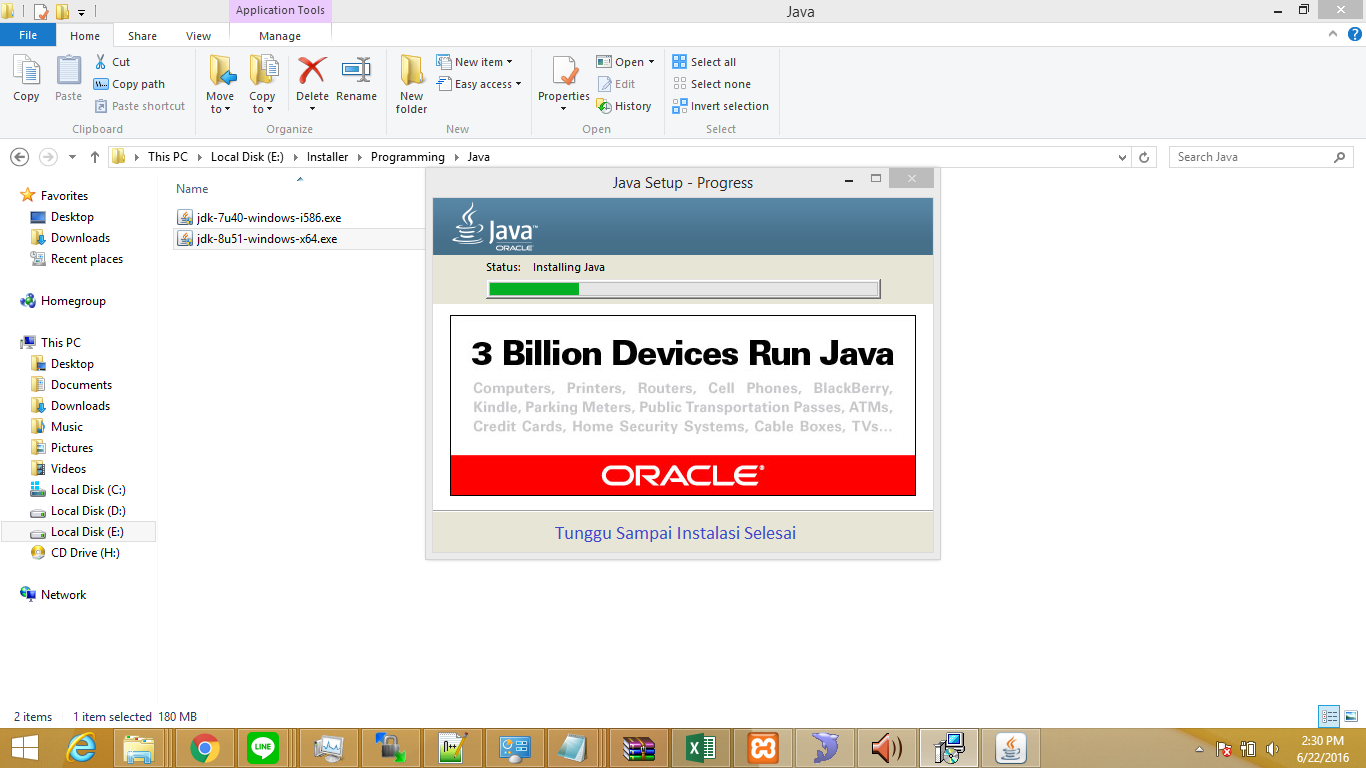 Application Tools
Java
File
Home
Share
View
Manage
Copy
Paste
Cut
Copy path
Paste shortcut
Clipboard
Move to
Copy to
Delete
Rename
Organize
New folder
New item
Easy access
New
Properties
Open
Edit
History
Open
Select all
Select none
Invert selection
Select
This PC
Local Disk (E:)
Installer
Programming
Java
Search Java
Favorites
Desktop
Downloads
Recent places
Homegroup
This PC
Desktop
Documents
Downloads
Music
Pictures
Videos
Local Disk (C:)
Local Disk (D:)
Local Disk (E:)
CD Drive (H:)
Network
Name
jdk-7u40-windows-i586.exe
jdk-8u51-windows-x64.exe
Java Setup - Progress
Java™
ORACLE
Status: Installing Java
3 Billion Devices Run Java
Computers, Printers, Routers, Cell Phones, BlackBerry,
Kindle, Parking Meters, Public Transportation Passes, ATMs,
Credit Cards, Home Security Systems, Cable Boxes, TVs...
ORACLE®
Tunggu Sampai Instalasi Selesai
2 items
1 item selected 180 MB
LINE
2:30 PM
6/22/2016